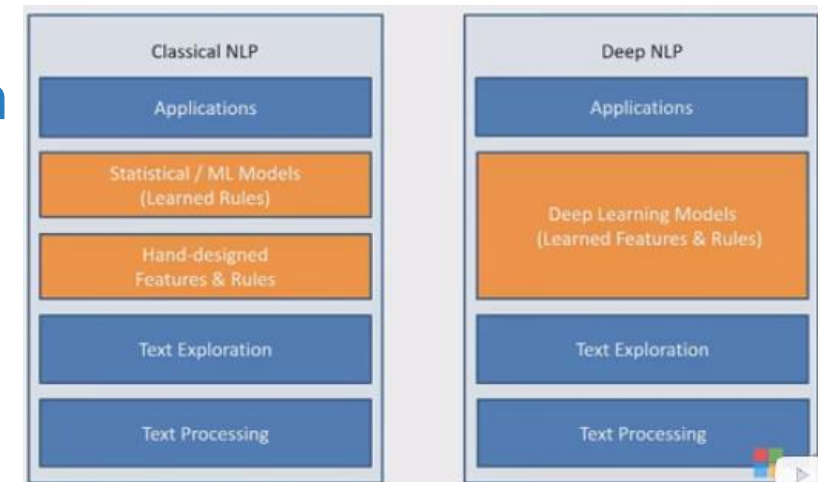 Classical NLP
Applications
Statistical / ML Models
(Learned Rules)
Hand-designed
Features & Rules
Text Exploration
Text Processing
Deep NLP
Applications
Deep Learning Models
(Learned Features & Rules)
Text Exploration
Text Processing